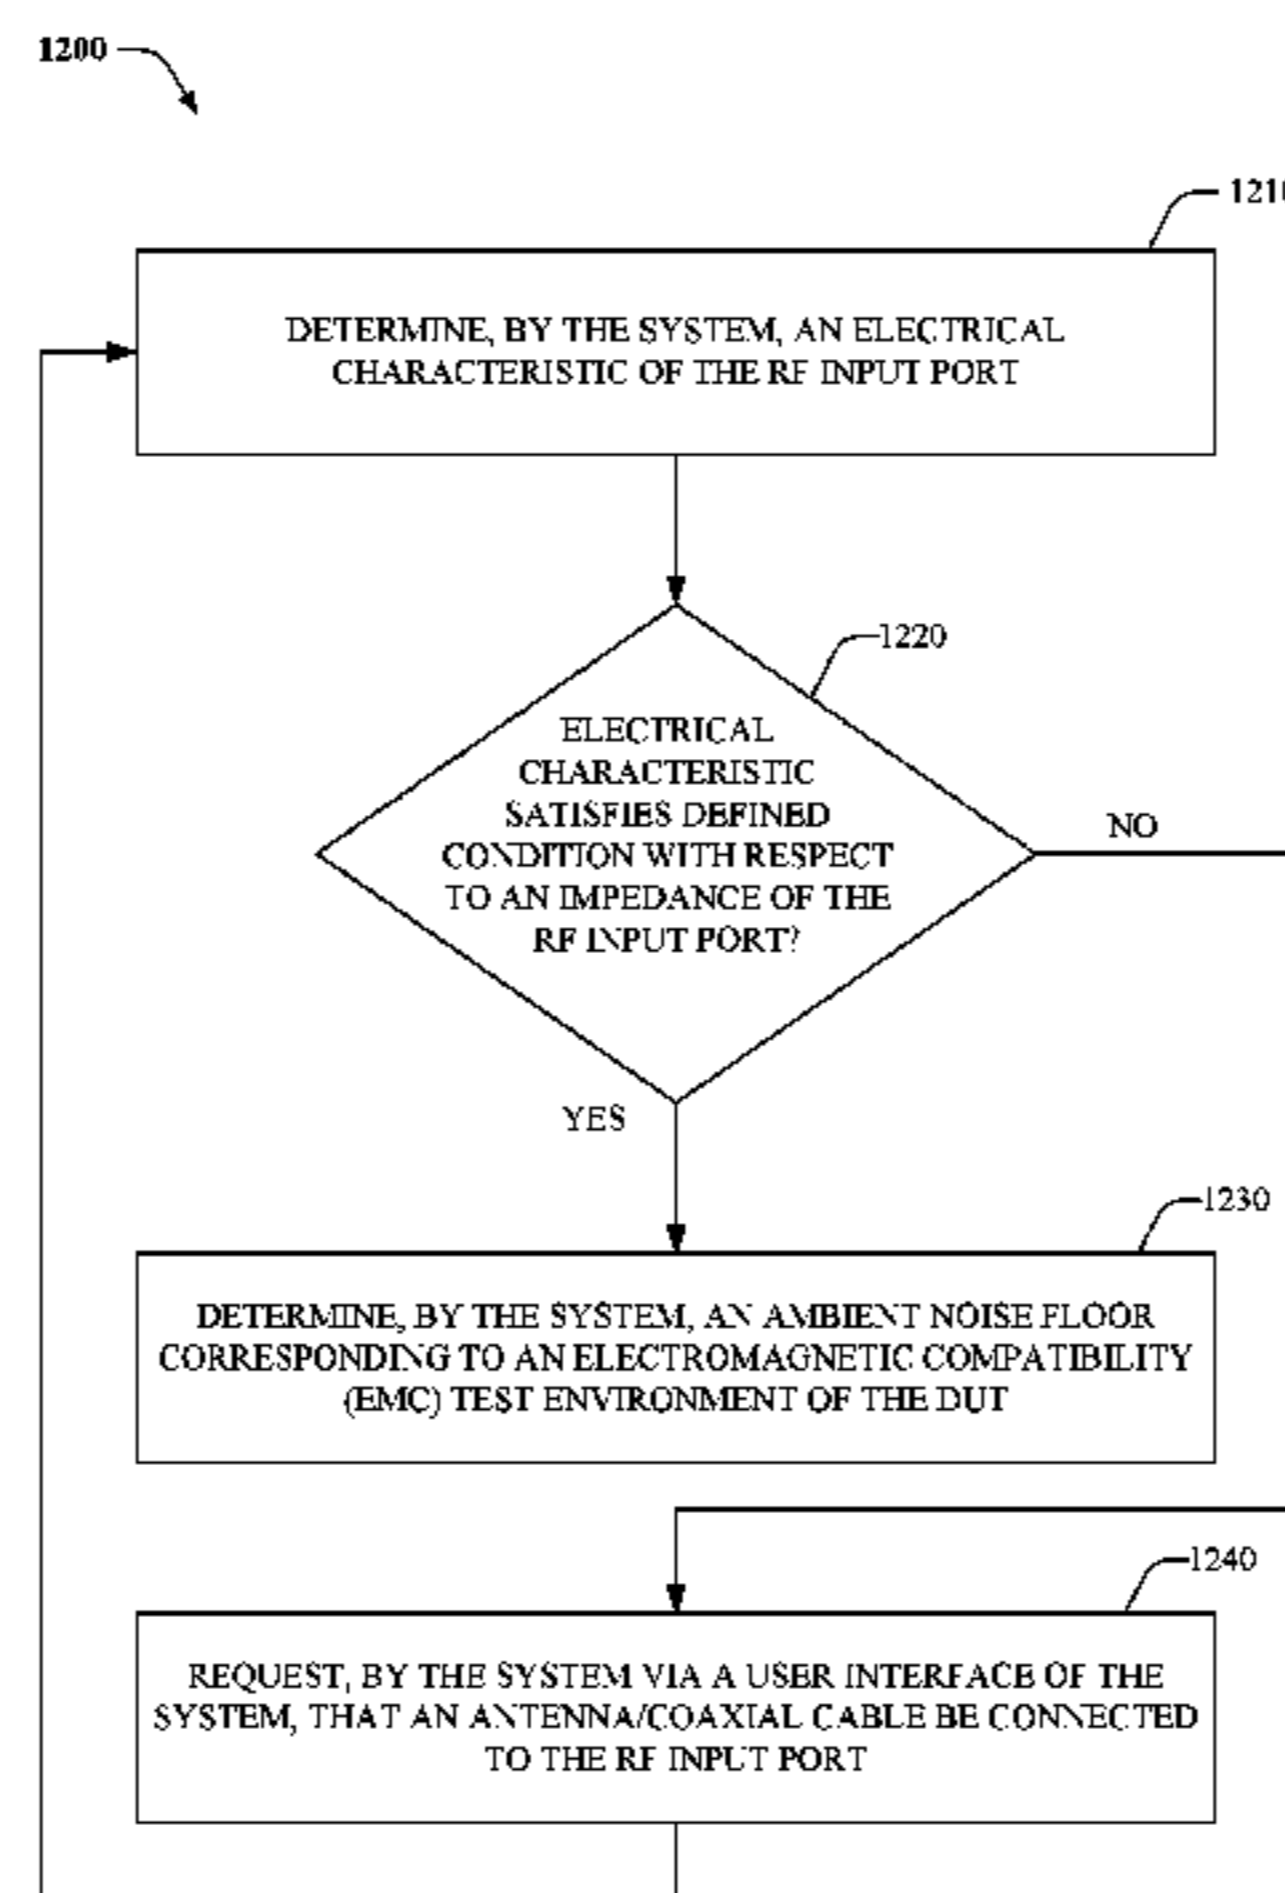 1200
1210
DETERMINE, BY THE SYSTEM, AN ELECTRICAL
CHARACTERISTIC OF THE RF INPUT PORT
1220
ELECTRICAL
CHARACTERISTIC
SATISFIES DEFINED
CONDITION WITH RESPECT
TO AN IMPEDANCE OF THE
RF INPUT PORT?
NO
YES
1230
DETERMINE, BY THE SYSTEM, AN AMBIENT NOISE FLOOR
CORRESPONDING TO AN ELECTROMAGNETIC COMPATIBILITY
(EMC) TEST ENVIRONMENT OF THE DUT
1240
REQUEST, BY THE SYSTEM VIA A USER INTERFACE OF THE
SYSTEM, THAT AN ANTENNA/COAXIAL CABLE BE CONNECTED
TO THE RF INPUT PORT